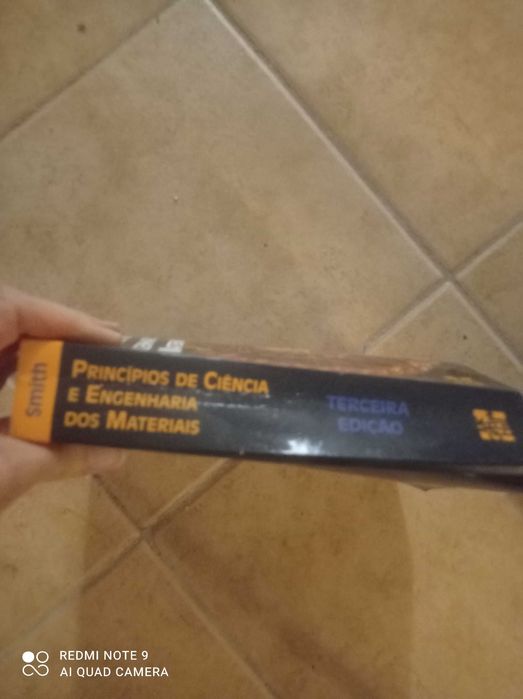 Smith
PRINCÍPIOS DE CIÊNCIA
E ENGENHARIA
DOS MATERIAIS
TERCEIRA
EDIÇÃO
REDMI NOTE 9
AI QUAD CAMERA